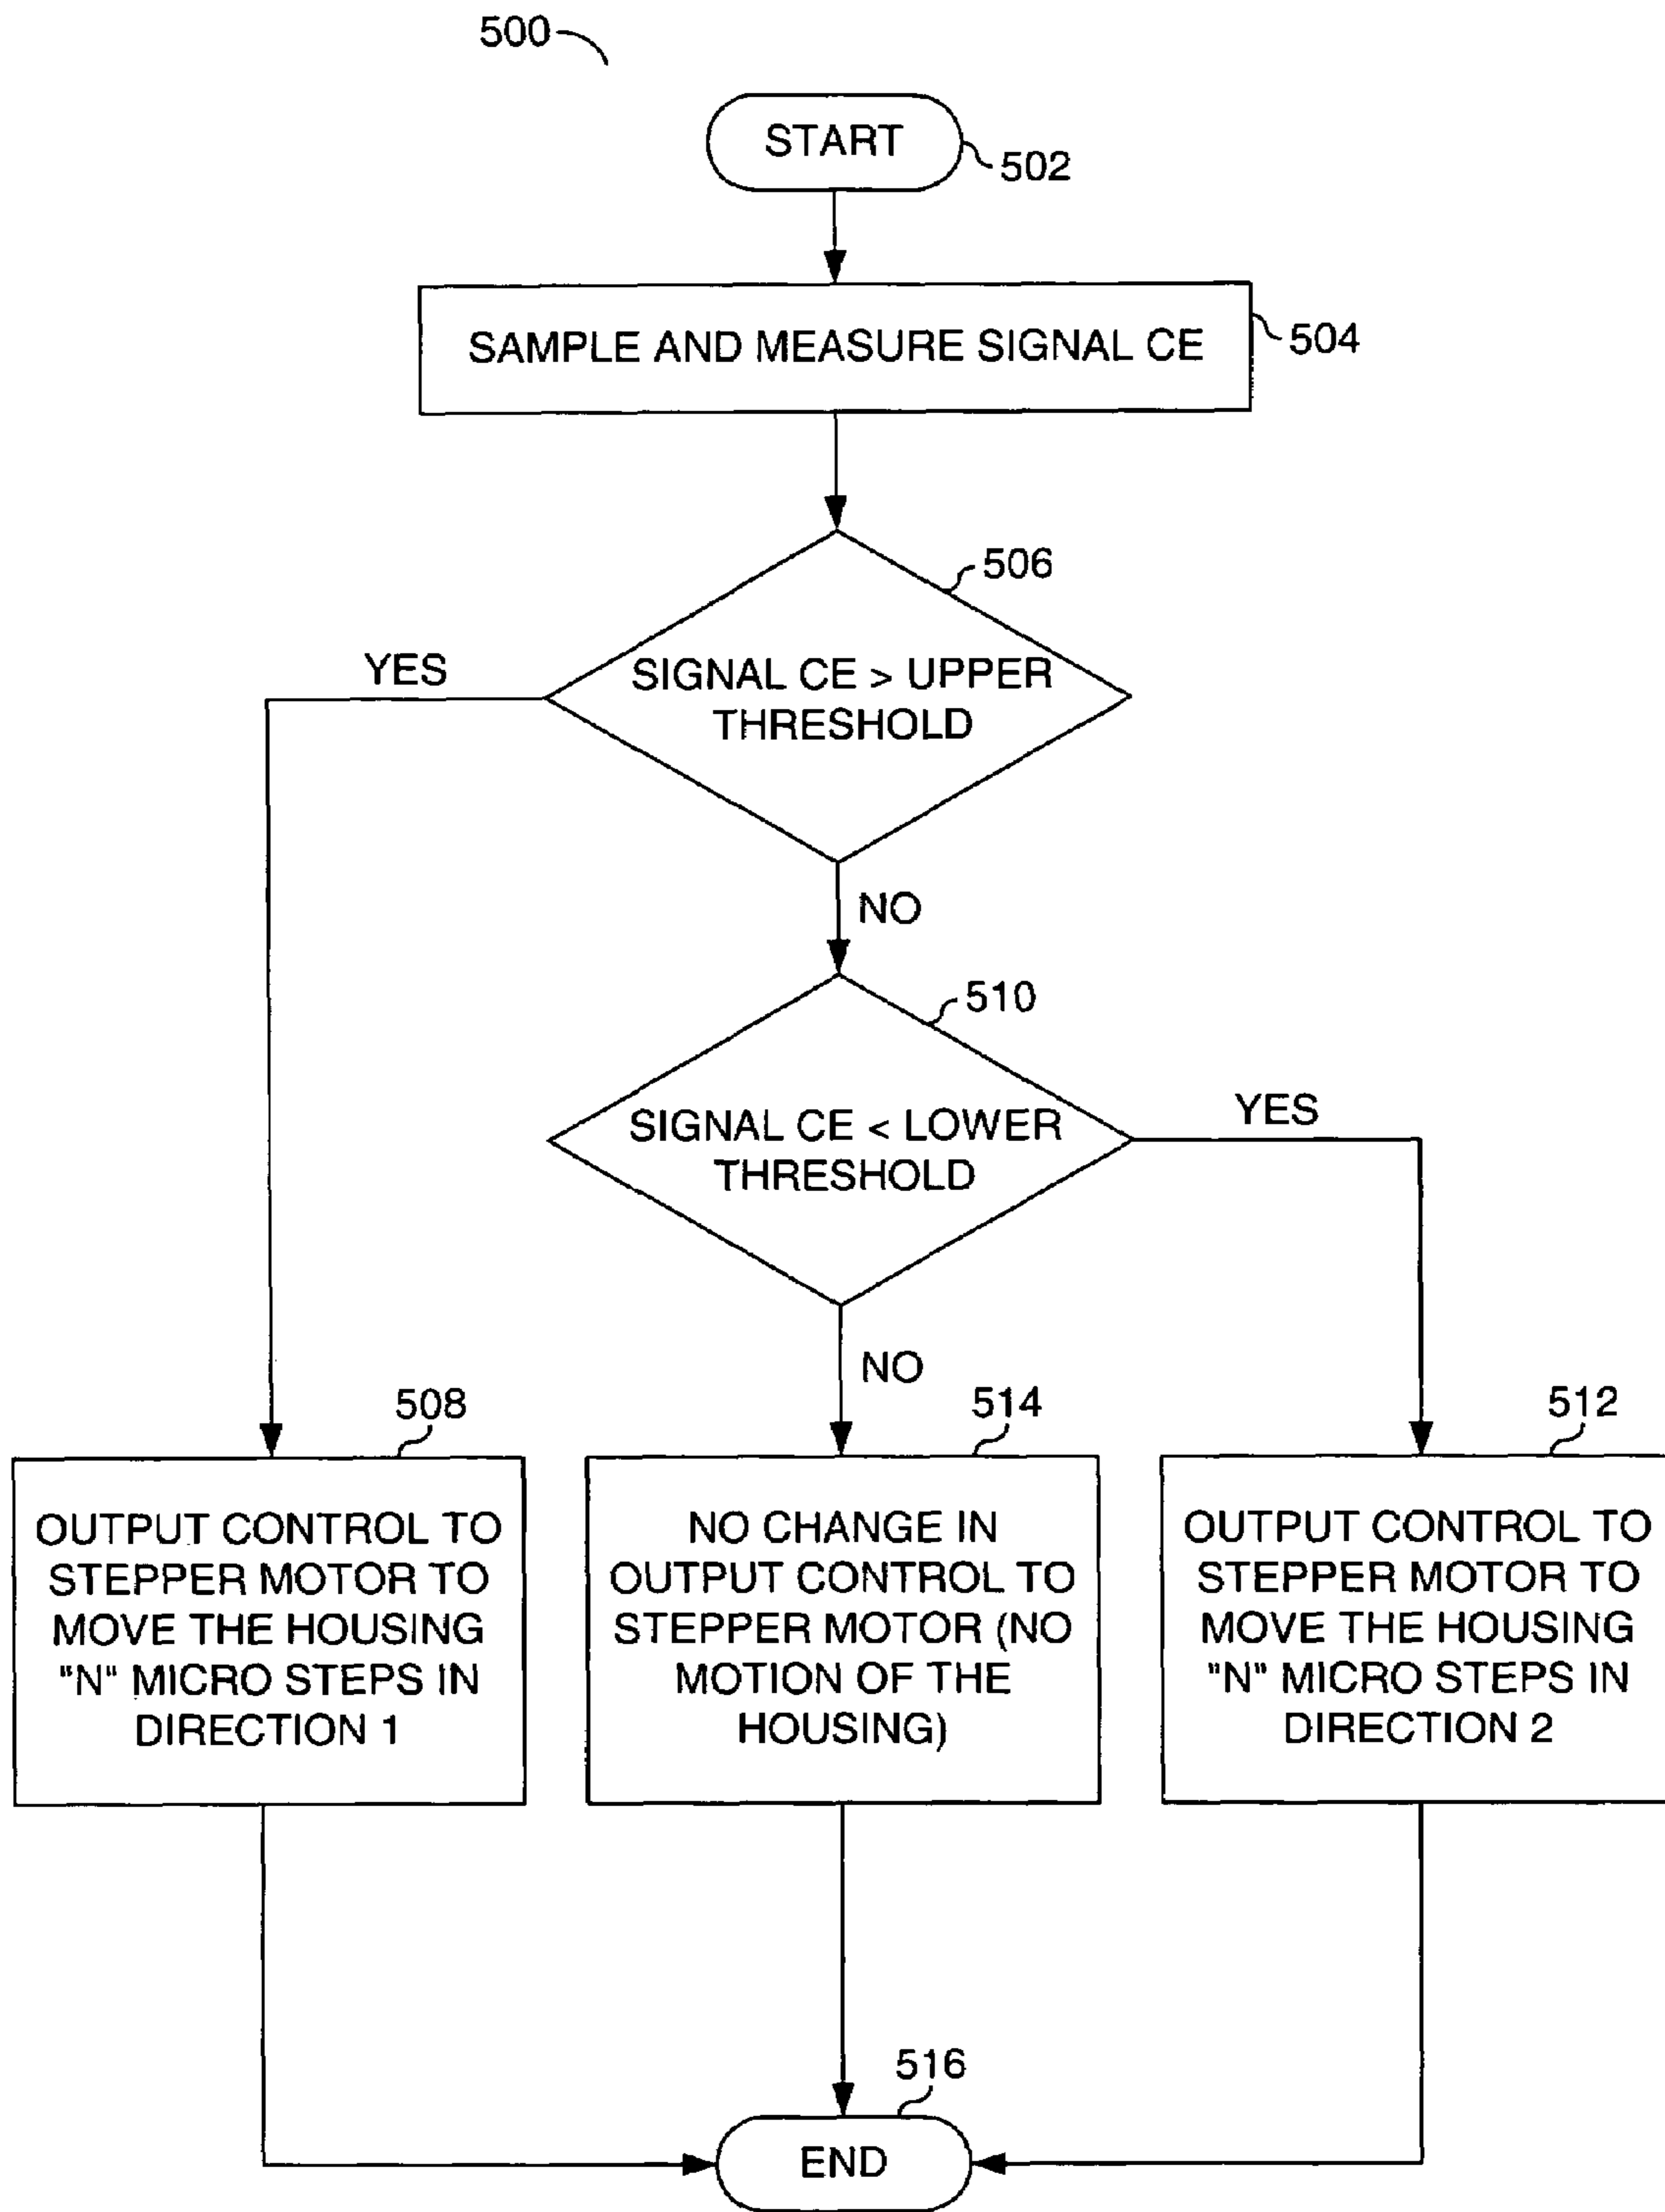 500
START
502
SAMPLE AND MEASURE SIGNAL CE
504
506
YES
SIGNAL CE > UPPER
THRESHOLD
NO
510
SIGNAL CE < LOWER
THRESHOLD
YES
NO
508
OUTPUT CONTROL TO
STEPPER MOTOR TO
MOVE THE HOUSING
"N" MICRO STEPS IN
DIRECTION 1
514
NO CHANGE IN
OUTPUT CONTROL TO
STEPPER MOTOR (NO
MOTION OF THE
HOUSING)
512
OUTPUT CONTROL TO
STEPPER MOTOR TO
MOVE THE HOUSING
"N" MICRO STEPS IN
DIRECTION 2
516
END